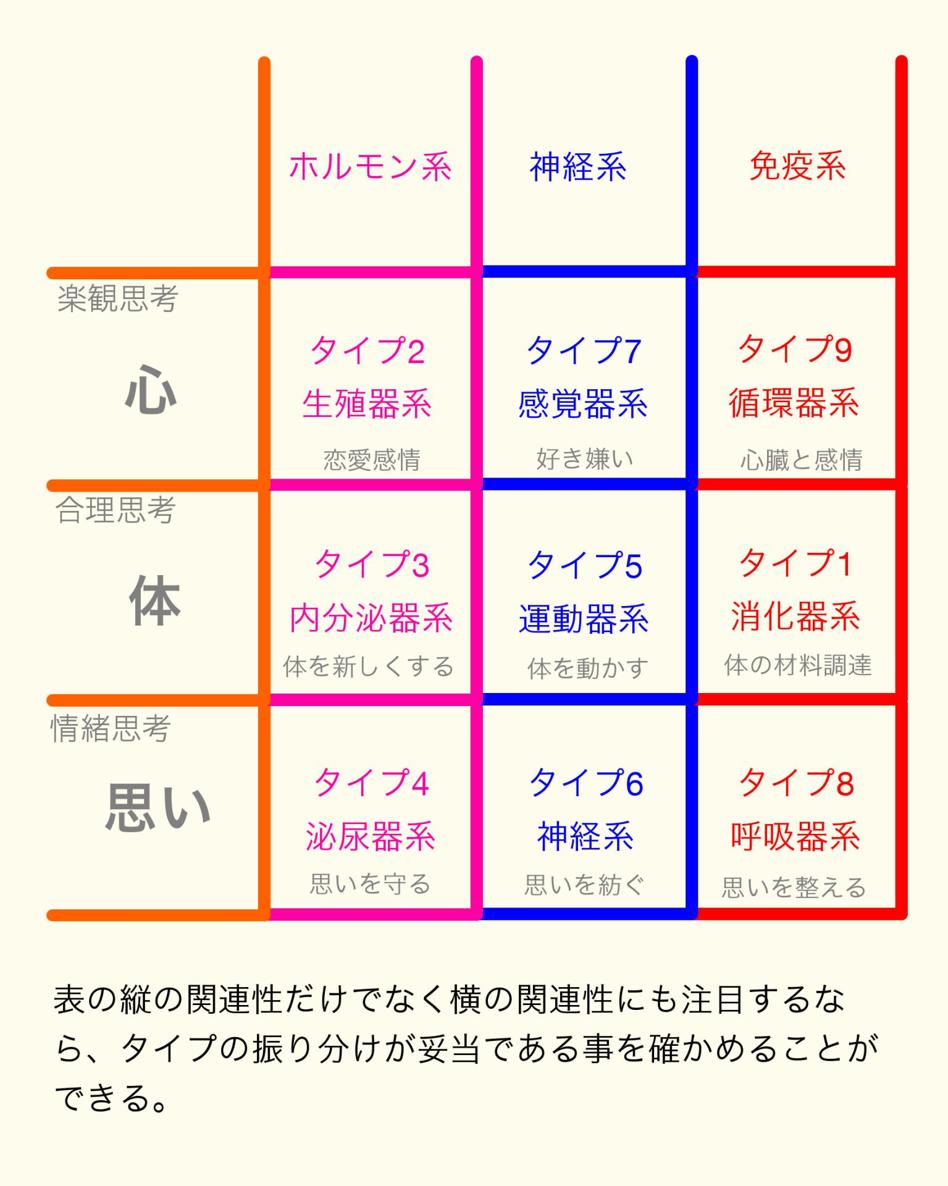 ホルモン系
神経系
免疫系
楽観思考
心
タイプ2
生殖器系
恋愛感情
タイプ7
感覚器系
好き嫌い
タイプ9
循環器系
心臓と感情
合理思考
体
タイプ3
内分泌器系
体を新しくする
タイプ5
運動器系
体を動かす
タイプ1
消化器系
体の材料調達
情緒思考
思い
タイプ4
泌尿器系
思いを守る
タイプ6
神経系
思いを紡ぐ
タイプ8
呼吸器系
思いを整える
表の縦の関連性だけでなく横の関連性にも注目するな
ら、タイプの振り分けが妥当である事を確かめることが
できる。